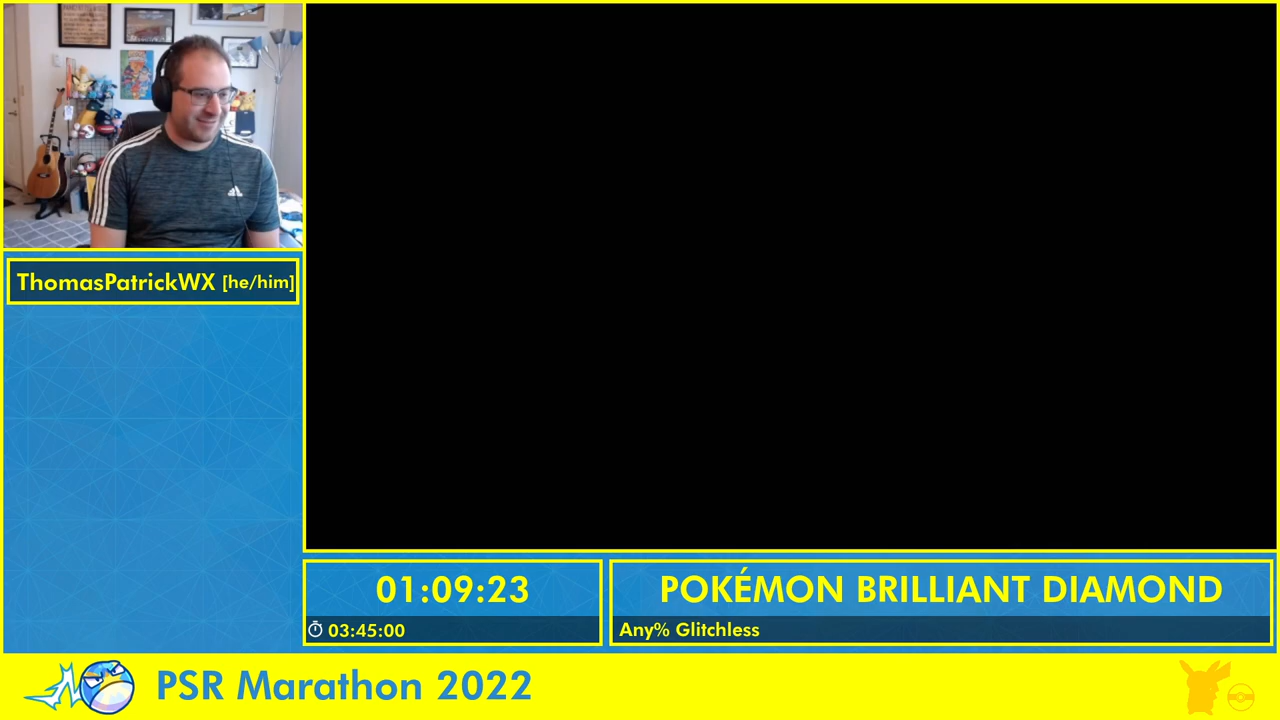 ThomasPatrickWX [he/him]
01:09:23
POKÉMON BRILLIANT DIAMOND
03:45:00
Any% Glitchless
PSR Marathon 2022